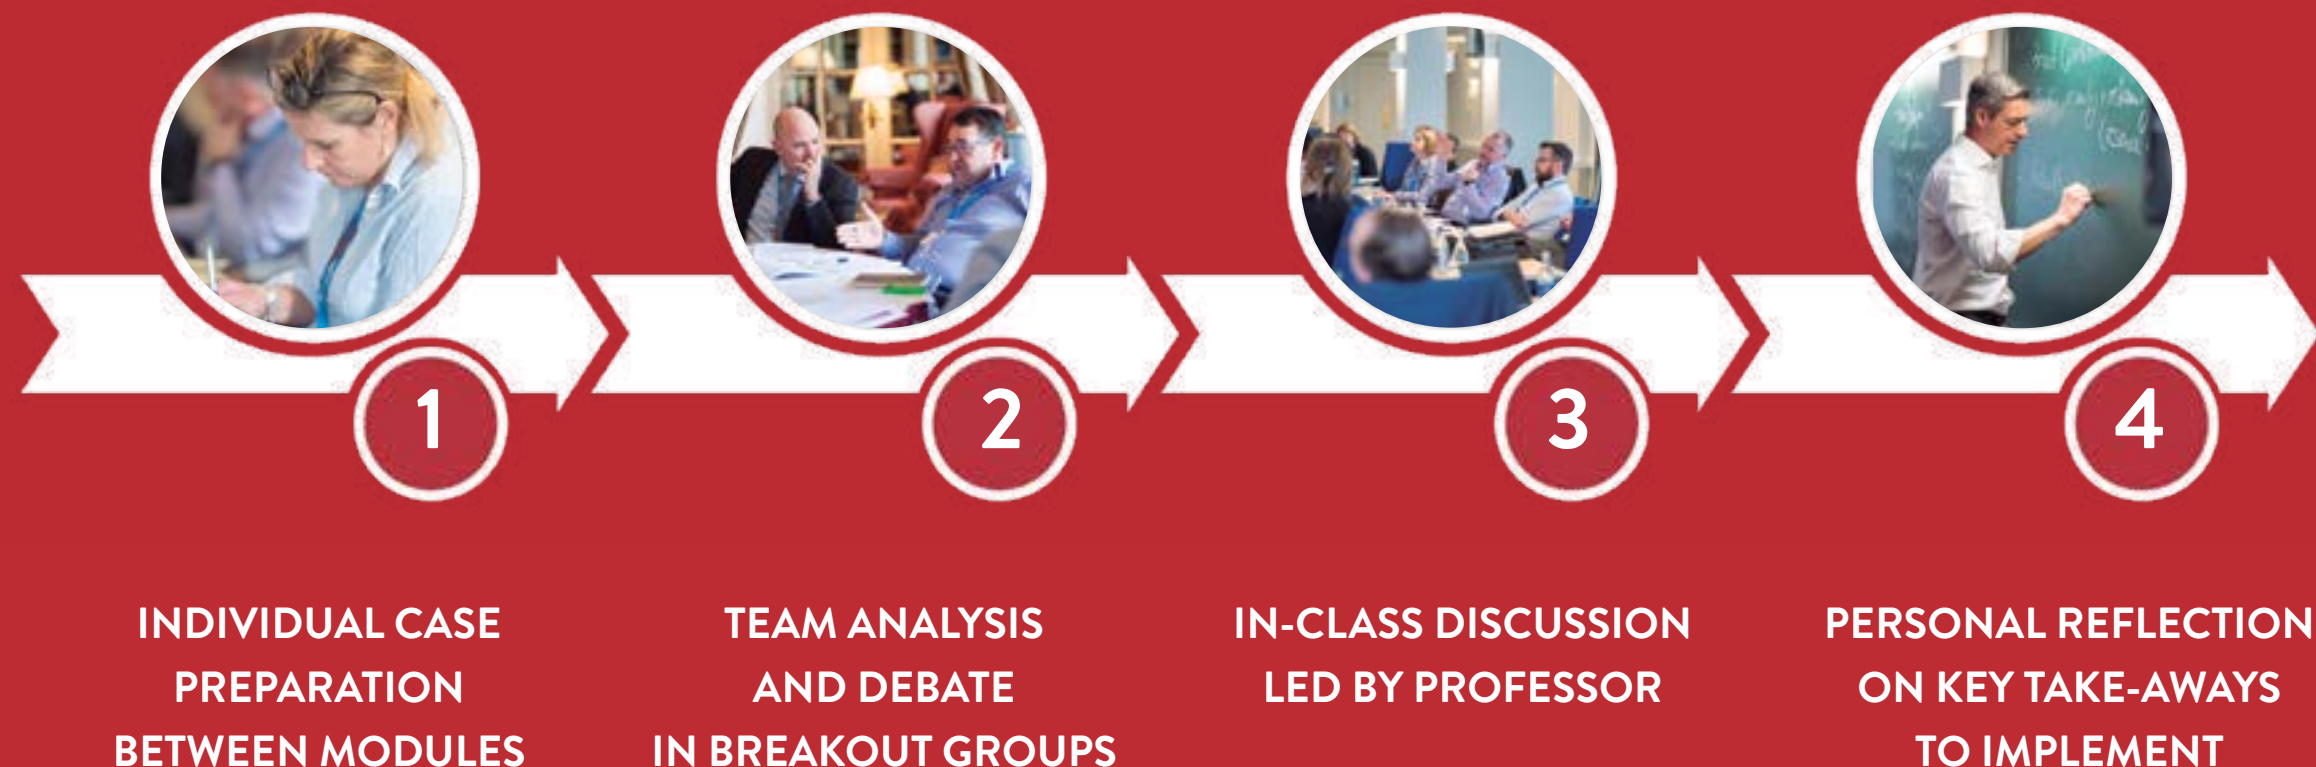 1
2
3
4
INDIVIDUAL CASE
PREPARATION
BETWEEN MODULES
TEAM ANALYSIS
AND DEBATE
IN BREAKOUT GROUPS
IN-CLASS DISCUSSION
LED BY PROFESSOR
PERSONAL REFLECTION
ON KEY TAKE-AWAYS
TO IMPLEMENT